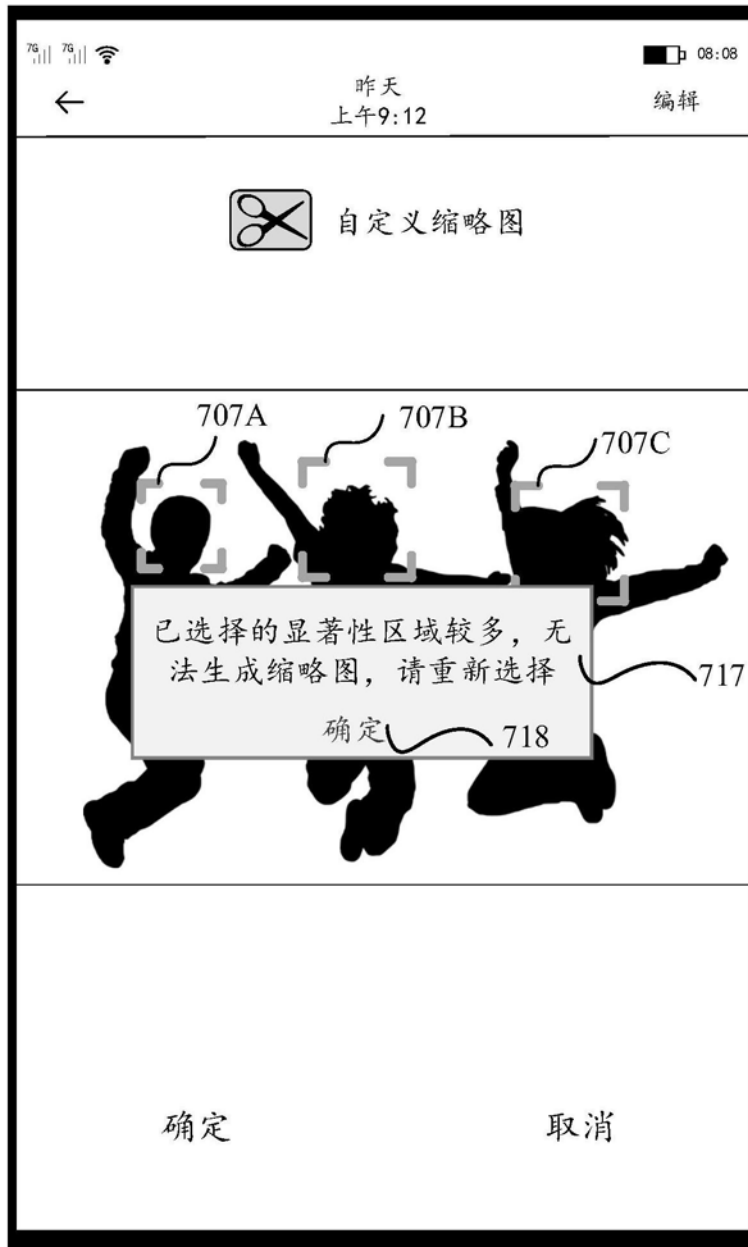 7G 7G 08:08
昨天
上午9:12
编辑
自定义缩略图
707A
707B
707C
已选择的显著性区域较多，无
法生成缩略图，请重新选择
717
确定
718
确定
取消